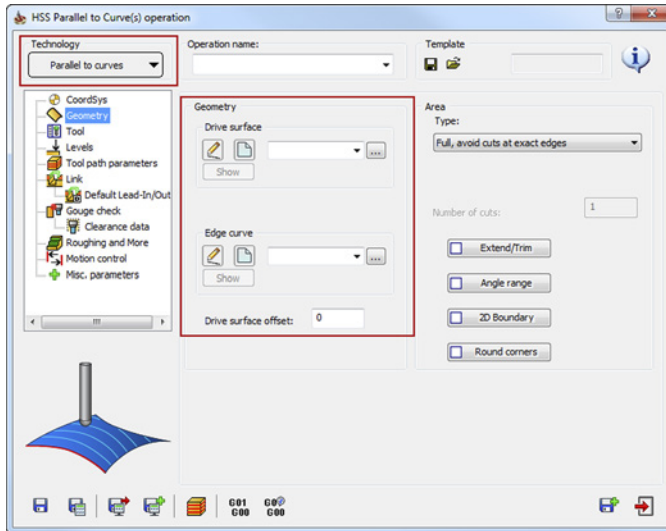 HSS Parallel to Curve(s) operation
Technology
Parallel to curves
Operation name:
Template
CoordSys
Geometry
Tool
Levels
Tool path parameters
Link
Default Lead-In/Out
Gouge check
Clearance data
Roughing and More
Motion control
Misc. parameters
Geometry
Drive surface
...
Show
Edge curve
...
Show
Drive surface offset: 0
Area
Type:
Full, avoid cuts at exact edges
Number of cuts: 1
Extend/Trim
Angle range
2D Boundary
Round corners
G01 G00
G00 G00